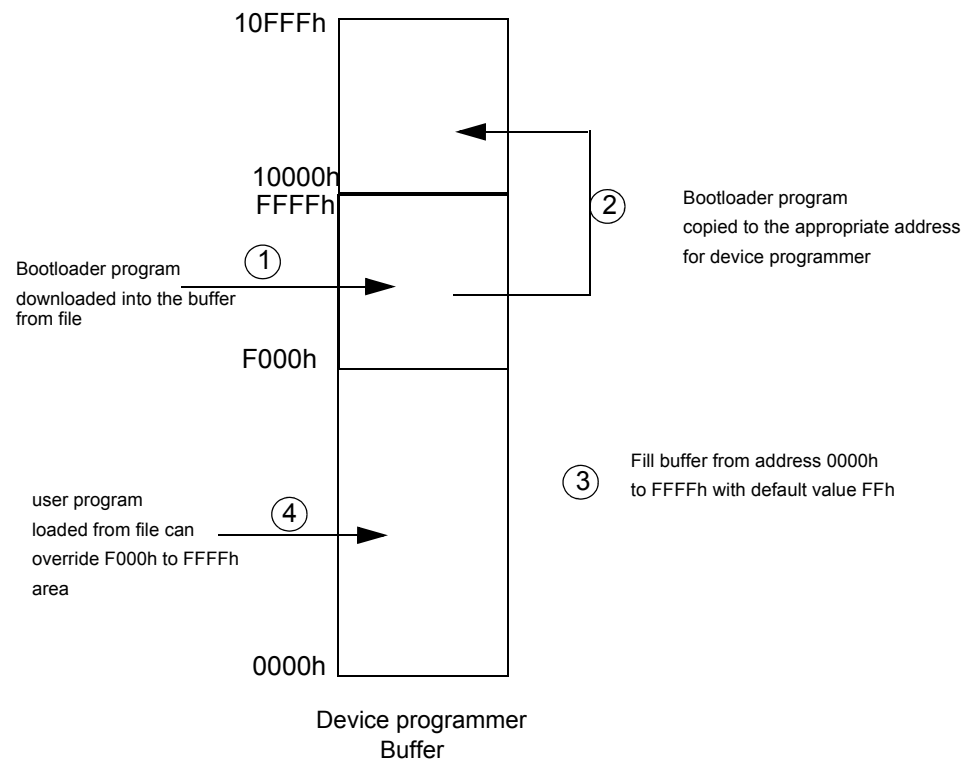 10FFFh
10000h
FFFFh
2
Bootloader program
copied to the appropriate address
for device programmer
1
Bootloader program
downloaded into the buffer
from file
F000h
3
Fill buffer from address 0000h
to FFFFh with default value FFh
4
user program
loaded from file can
override F000h to FFFFh
area
0000h
Device programmer
Buffer